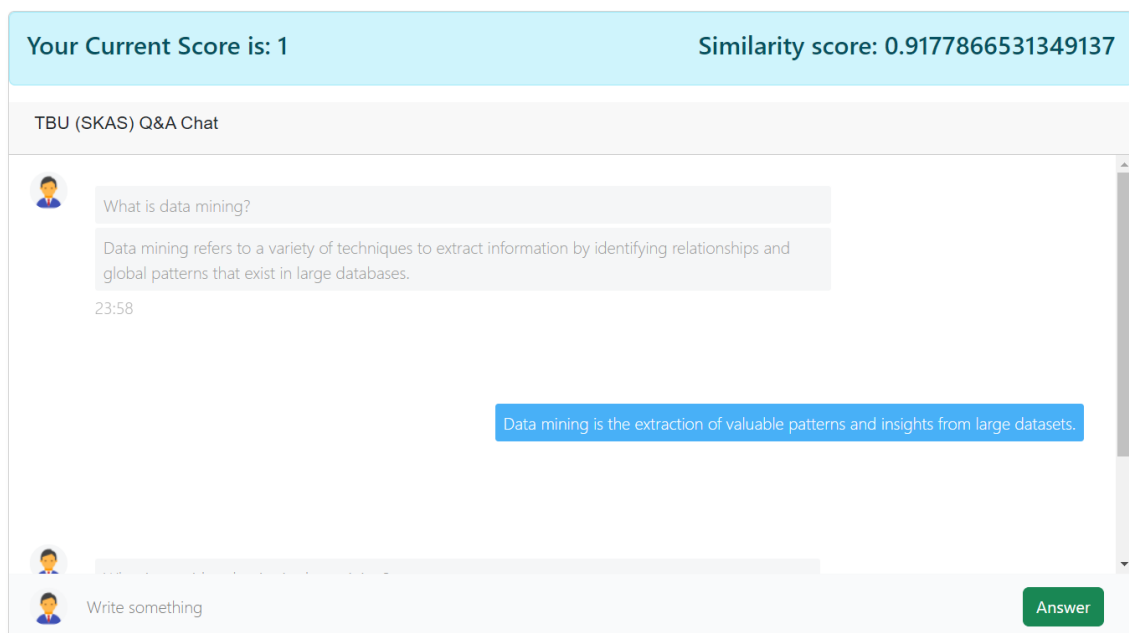 Your Current Score is: 1
Similarity score: 0.9177866531349137
TBU (SKAS) Q&A Chat
What is data mining?
Data mining refers to a variety of techniques to extract information by identifying relationships and
global patterns that exist in large databases.
23:58
Data mining is the extraction of valuable patterns and insights from large datasets.
Write something
Answer